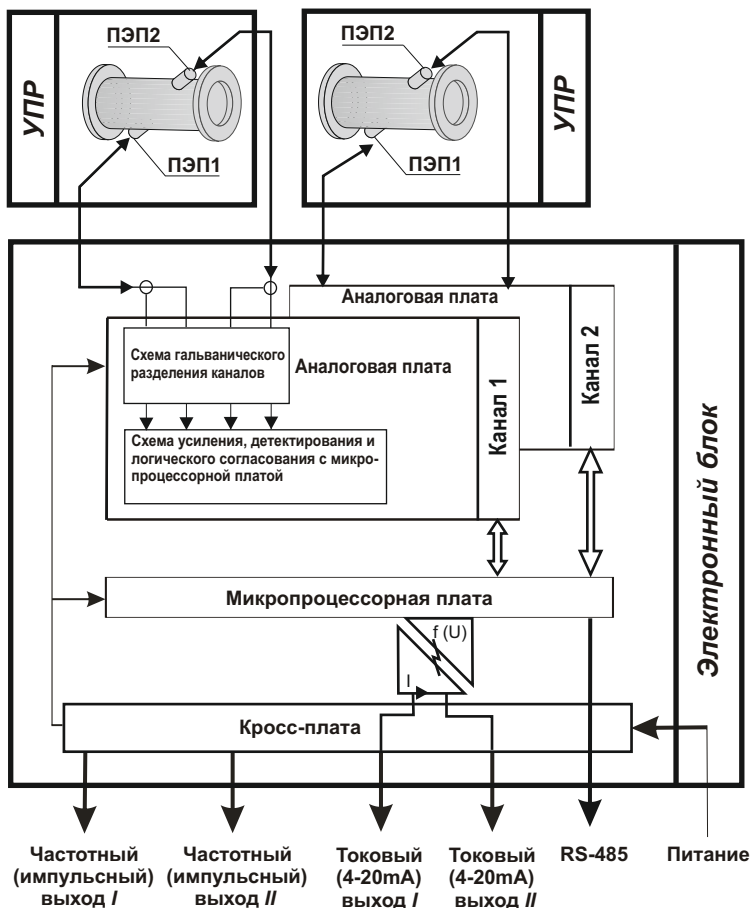 ПЭП2
ПЭП1
УПР
ПЭП2
ПЭП1
УПР
Аналоговая плата
Канал 2
Схема гальванического
разделения каналов
Аналоговая плата
Канал 1
Схема усиления, детектирования и
логического согласования с микро-
процессорной платой
Электронный блок
Микропроцессорная плата
f (U)
I
Кросс-плата
Частотный
(импульсный)
выход I
Частотный
(импульсный)
выход II
Токовый
(4-20mA)
выход I
Токовый
(4-20mA)
выход II
RS-485
Питание